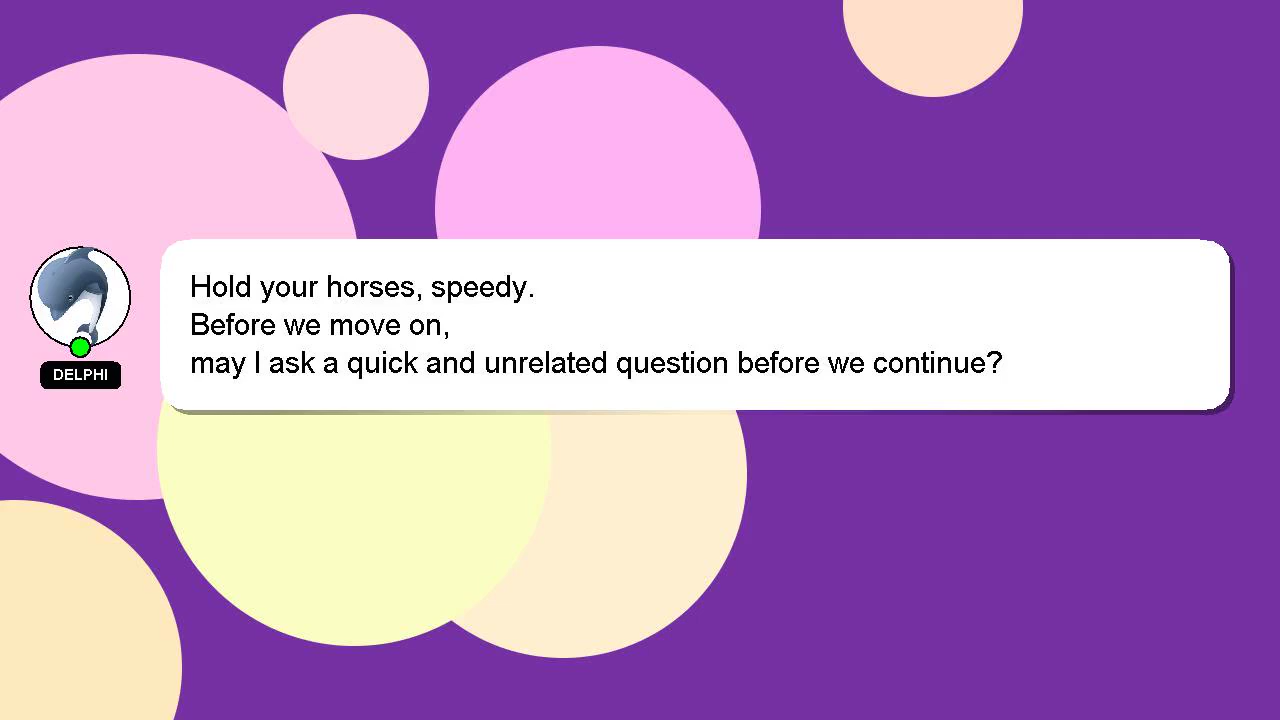 Hold your horses, speedy.
Before we move on,
may I ask a quick and unrelated question before we continue?
DELPHI